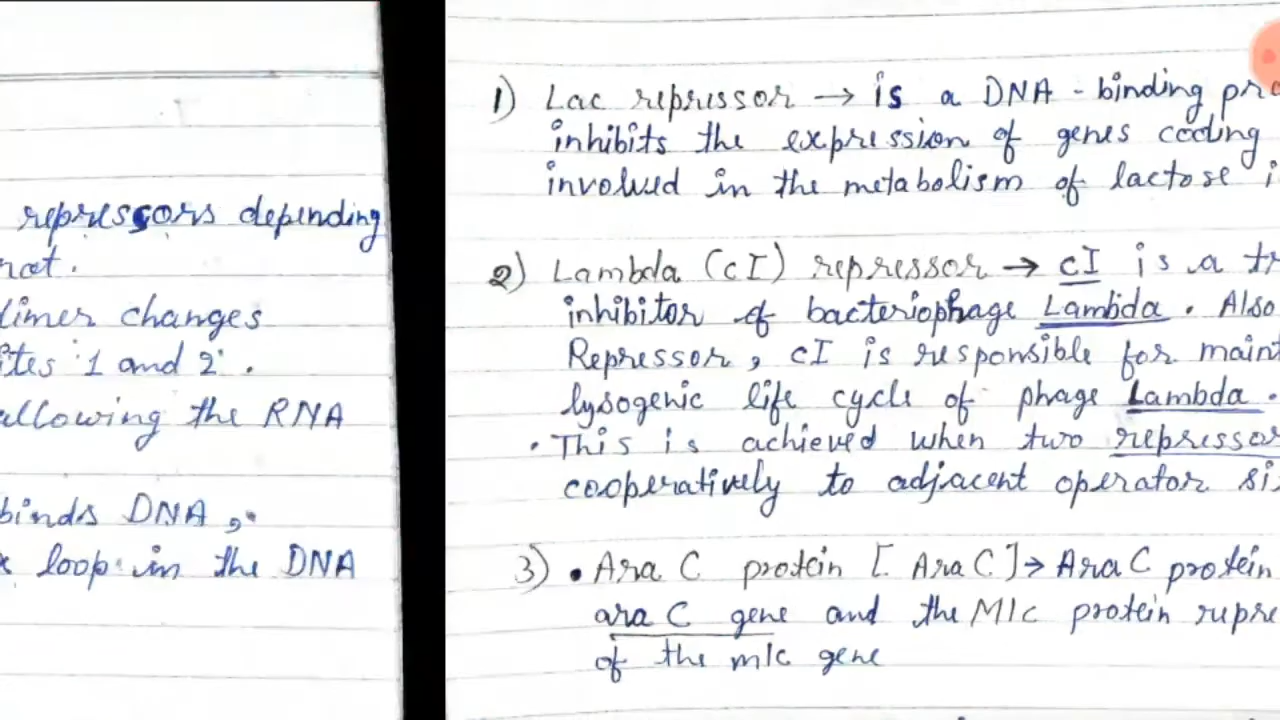 repressors depending
changes
1 and 2.
the RNA
binds DNA,
loop in the DNA
1) Lac repressor → is a DNA - binding
inhibits the expression of genes coding
involved in the metabolism of lactose
2) Lambda (cI) repressor → cI is a
inhibitor of bacteriophage Lambda. Also
Repressor, cI is responsible for
lysogenic life cycle of phage Lambda.
• This is achieved when two repressor
cooperatively to adjacent operator
3) • Ara C protein [Ara C] → Ara C protein
ara C gene and the Mlc protein
of the mlc gene